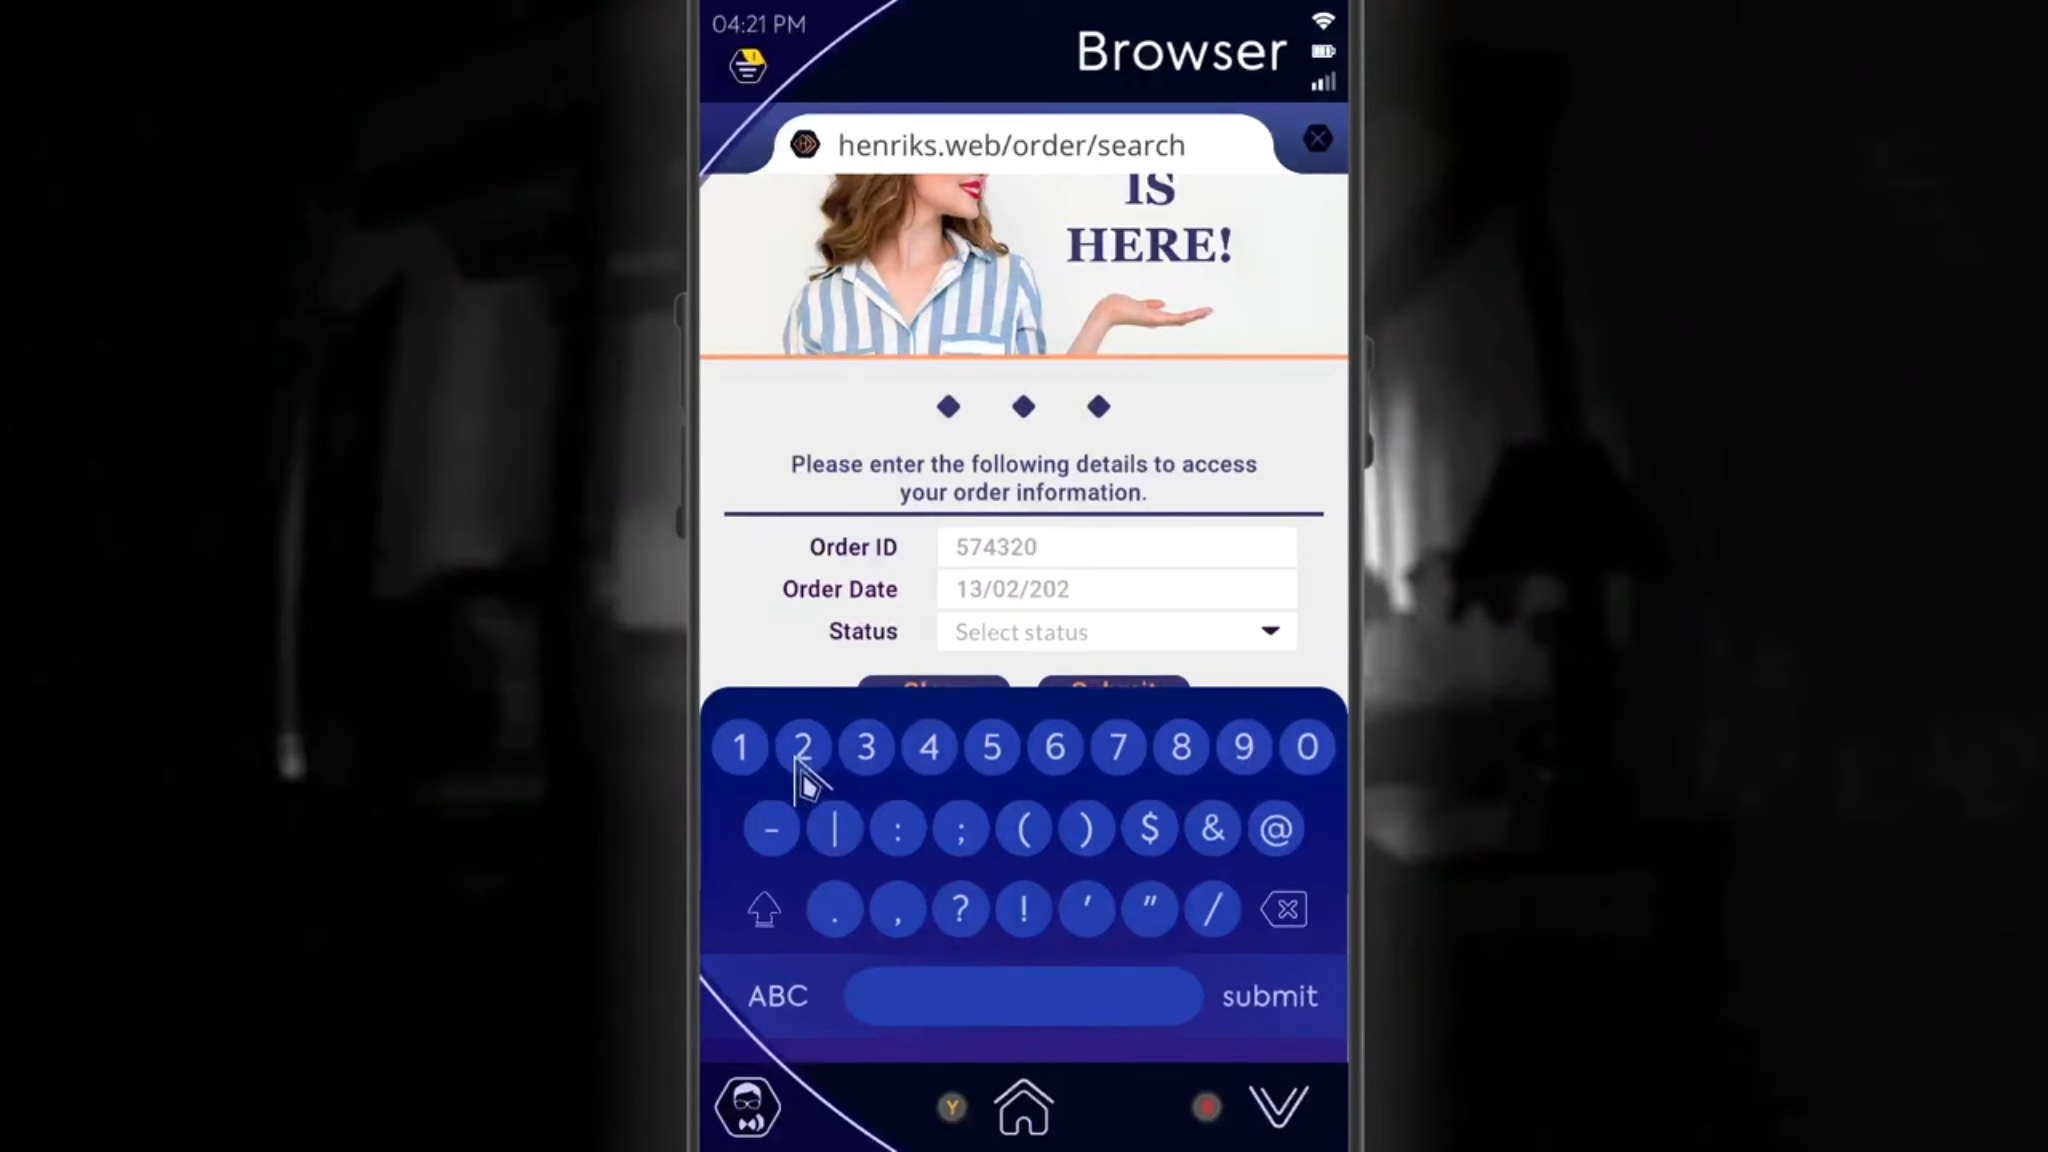 04:21 PM
Browser
henriks.web/order/search
IS
HERE!
Please enter the following details to access
your order information.
Order ID 574320
Order Date 13/02/202
Status Select status
1 2 3 4 5 6 7 8 9 0
- | : ; ( ) $ & @
. , ? ! ' " /
ABC submit
Y